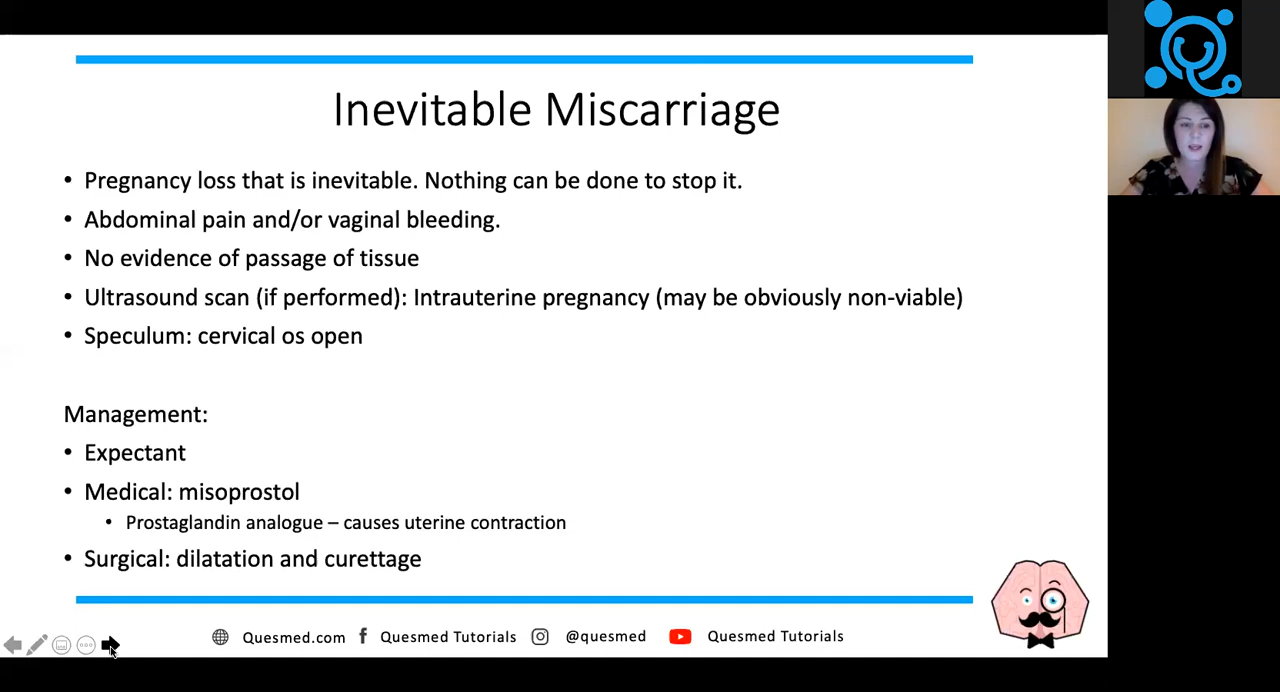 Inevitable Miscarriage
• Pregnancy loss that is inevitable. Nothing can be done to stop it.
• Abdominal pain and/or vaginal bleeding.
• No evidence of passage of tissue
• Ultrasound scan (if performed): Intrauterine pregnancy (may be obviously non-viable)
• Speculum: cervical os open
Management:
• Expectant
• Medical: misoprostol
• Prostaglandin analogue – causes uterine contraction
• Surgical: dilatation and curettage
Quesmed.com f Quesmed Tutorials @quesmed Quesmed Tutorials